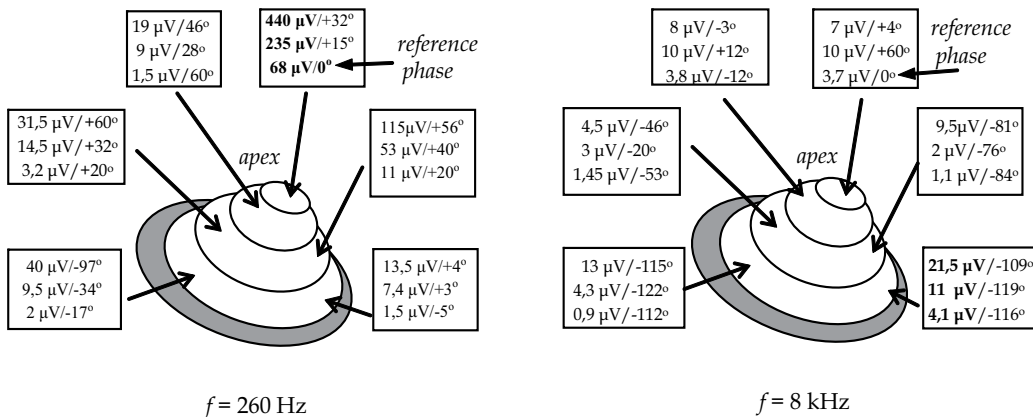 19 μV/46°
9 μV/28°
1,5 μV/60°
440 μV/+32°
235 μV/+15°
68 μV/0°
reference
phase
31,5 μV/+60°
14,5 μV/+32°
3,2 μV/+20°
apex
115μV/+56°
53 μV/+40°
11 μV/+20°
40 μV/-97°
9,5 μV/-34°
2 μV/-17°
13,5 μV/+4°
7,4 μV/+3°
1,5 μV/-5°
f = 260 Hz
8 μV/-3°
10 μV/+12°
3,8 μV/-12°
7 μV/+4°
10 μV/+60°
3,7 μV/0°
reference
phase
4,5 μV/-46°
3 μV/-20°
1,45 μV/-53°
apex
9,5μV/-81°
2 μV/-76°
1,1 μV/-84°
13 μV/-115°
4,3 μV/-122°
0,9 μV/-112°
21,5 μV/-109°
11 μV/-119°
4,1 μV/-116°
f = 8 kHz